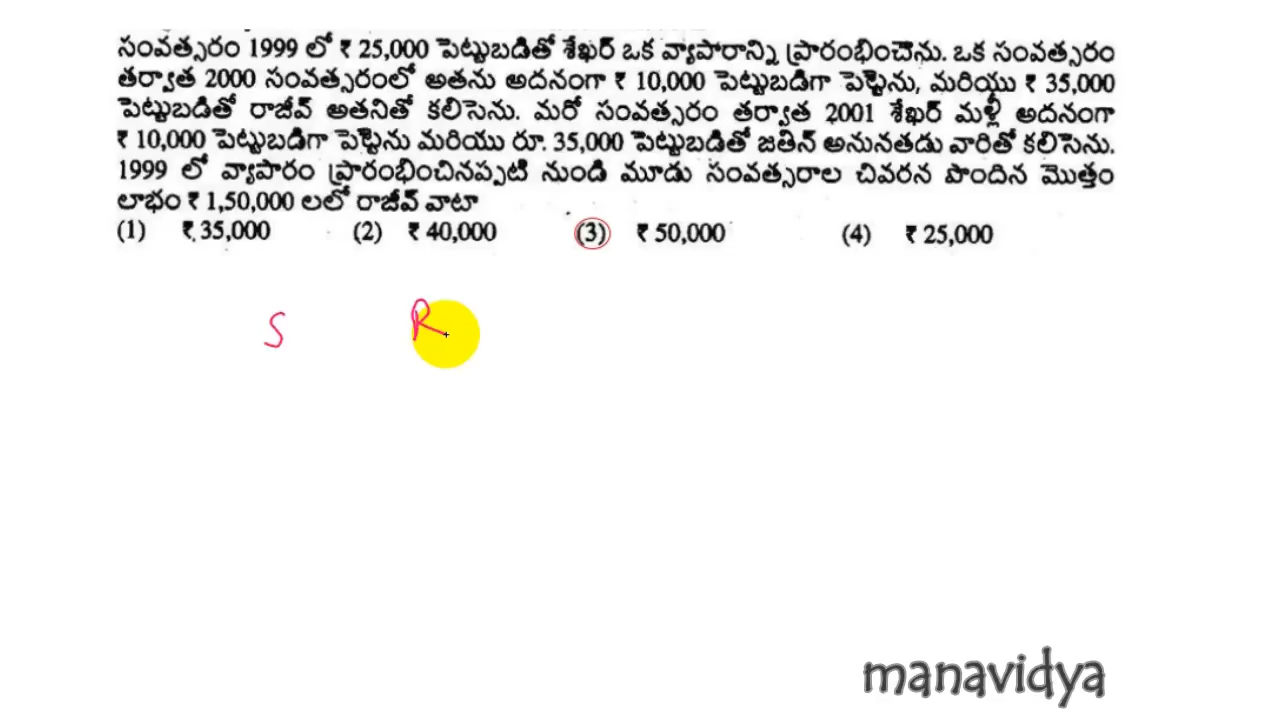 సంవత్సరం 1999 లో ₹ 25,000 పెట్టుబడితో శేఖర్ ఒక వ్యాపారాన్ని ప్రారంభించెను. ఒక సంవత్సరం
తర్వాత 2000 సంవత్సరంలో అతను అదనంగా ₹ 10,000 పెట్టుబడిగా పెట్టెను, మరియు ₹ 35,000
పెట్టుబడితో రాజీవ్ అతనితో కలిసెను. మరో సంవత్సరం తర్వాత 2001 శేఖర్ మళ్లీ అదనంగా
₹ 10,000 పెట్టుబడిగా పెట్టెను మరియు రూ. 35,000 పెట్టుబడితో జతిన్ అనునతడు వారితో కలిసెను.
1999 లో వ్యాపారం ప్రారంభించినప్పటి నుండి మూడు సంవత్సరాల చివరన పొందిన మొత్తం
లాభం ₹ 1,50,000 లలో రాజీవ్ వాటా
(1) ₹ 35,000 (2) ₹ 40,000 (3) ₹ 50,000 (4) ₹ 25,000
S R
manavidya